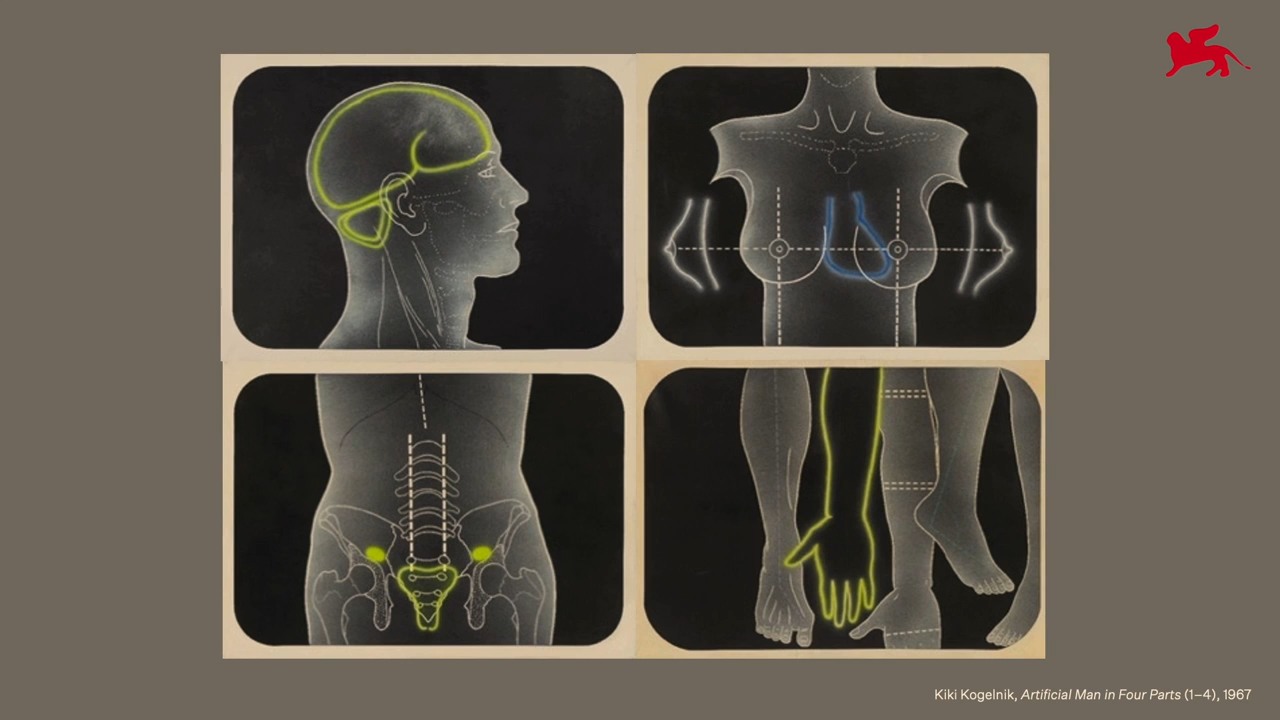 Kiki Kogelnik, Artificial Man in Four Parts (1–4), 1967